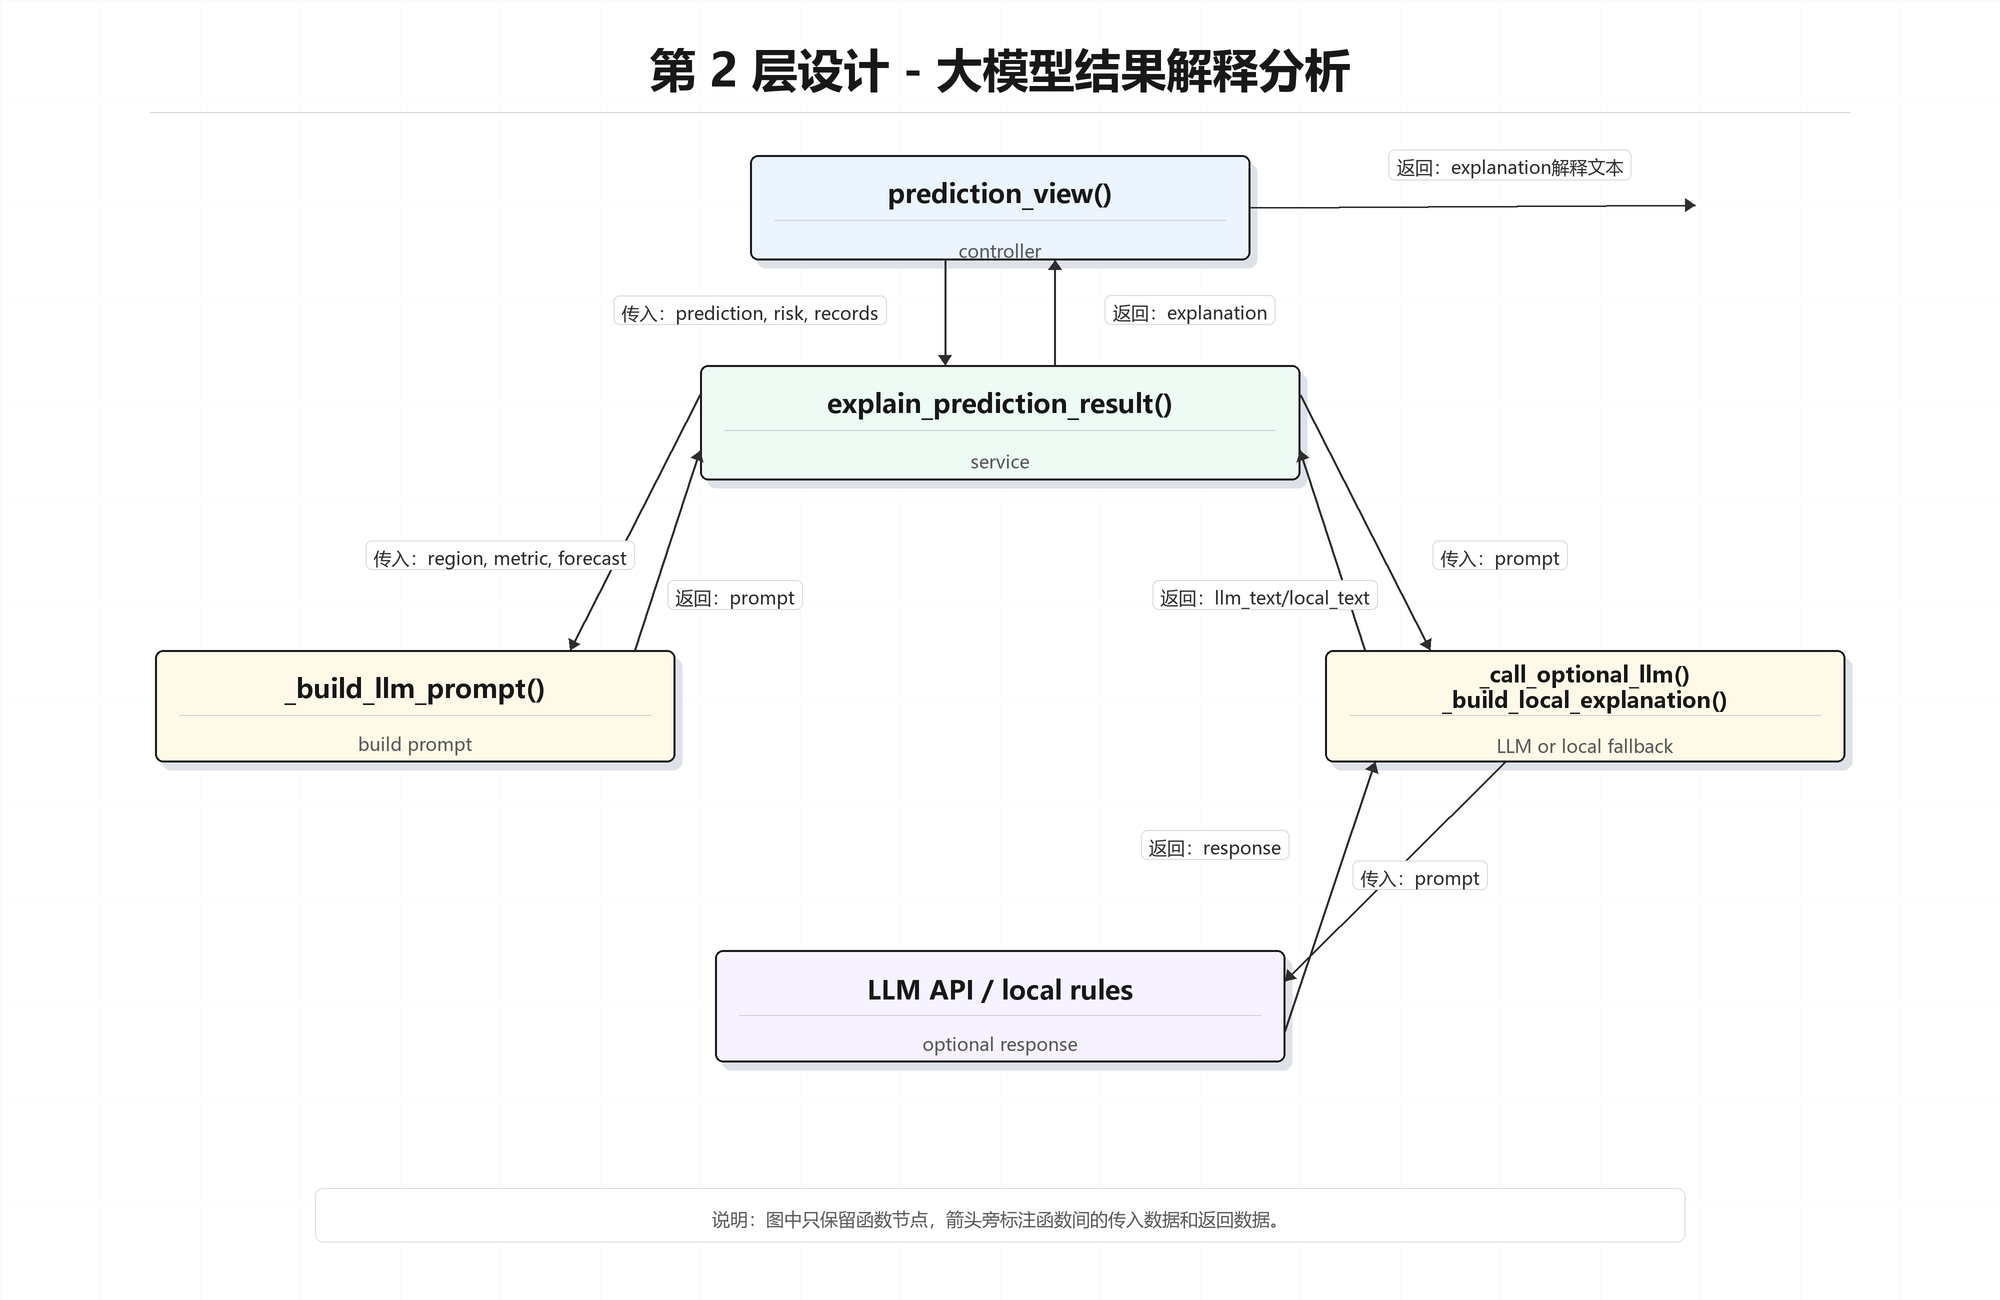 第 2 层设计 - 大模型结果解释分析
返回：explanation解释文本
prediction_view()
controller
传入：prediction, risk, records
返回：explanation
explain_prediction_result()
service
传入：region, metric, forecast
返回：prompt
返回：llm_text/local_text
传入：prompt
_build_llm_prompt()
build prompt
_call_optional_llm()
_build_local_explanation()
LLM or local fallback
返回：response
传入：prompt
LLM API / local rules
optional response
说明：图中只保留函数节点，箭头旁标注函数间的传入数据和返回数据。